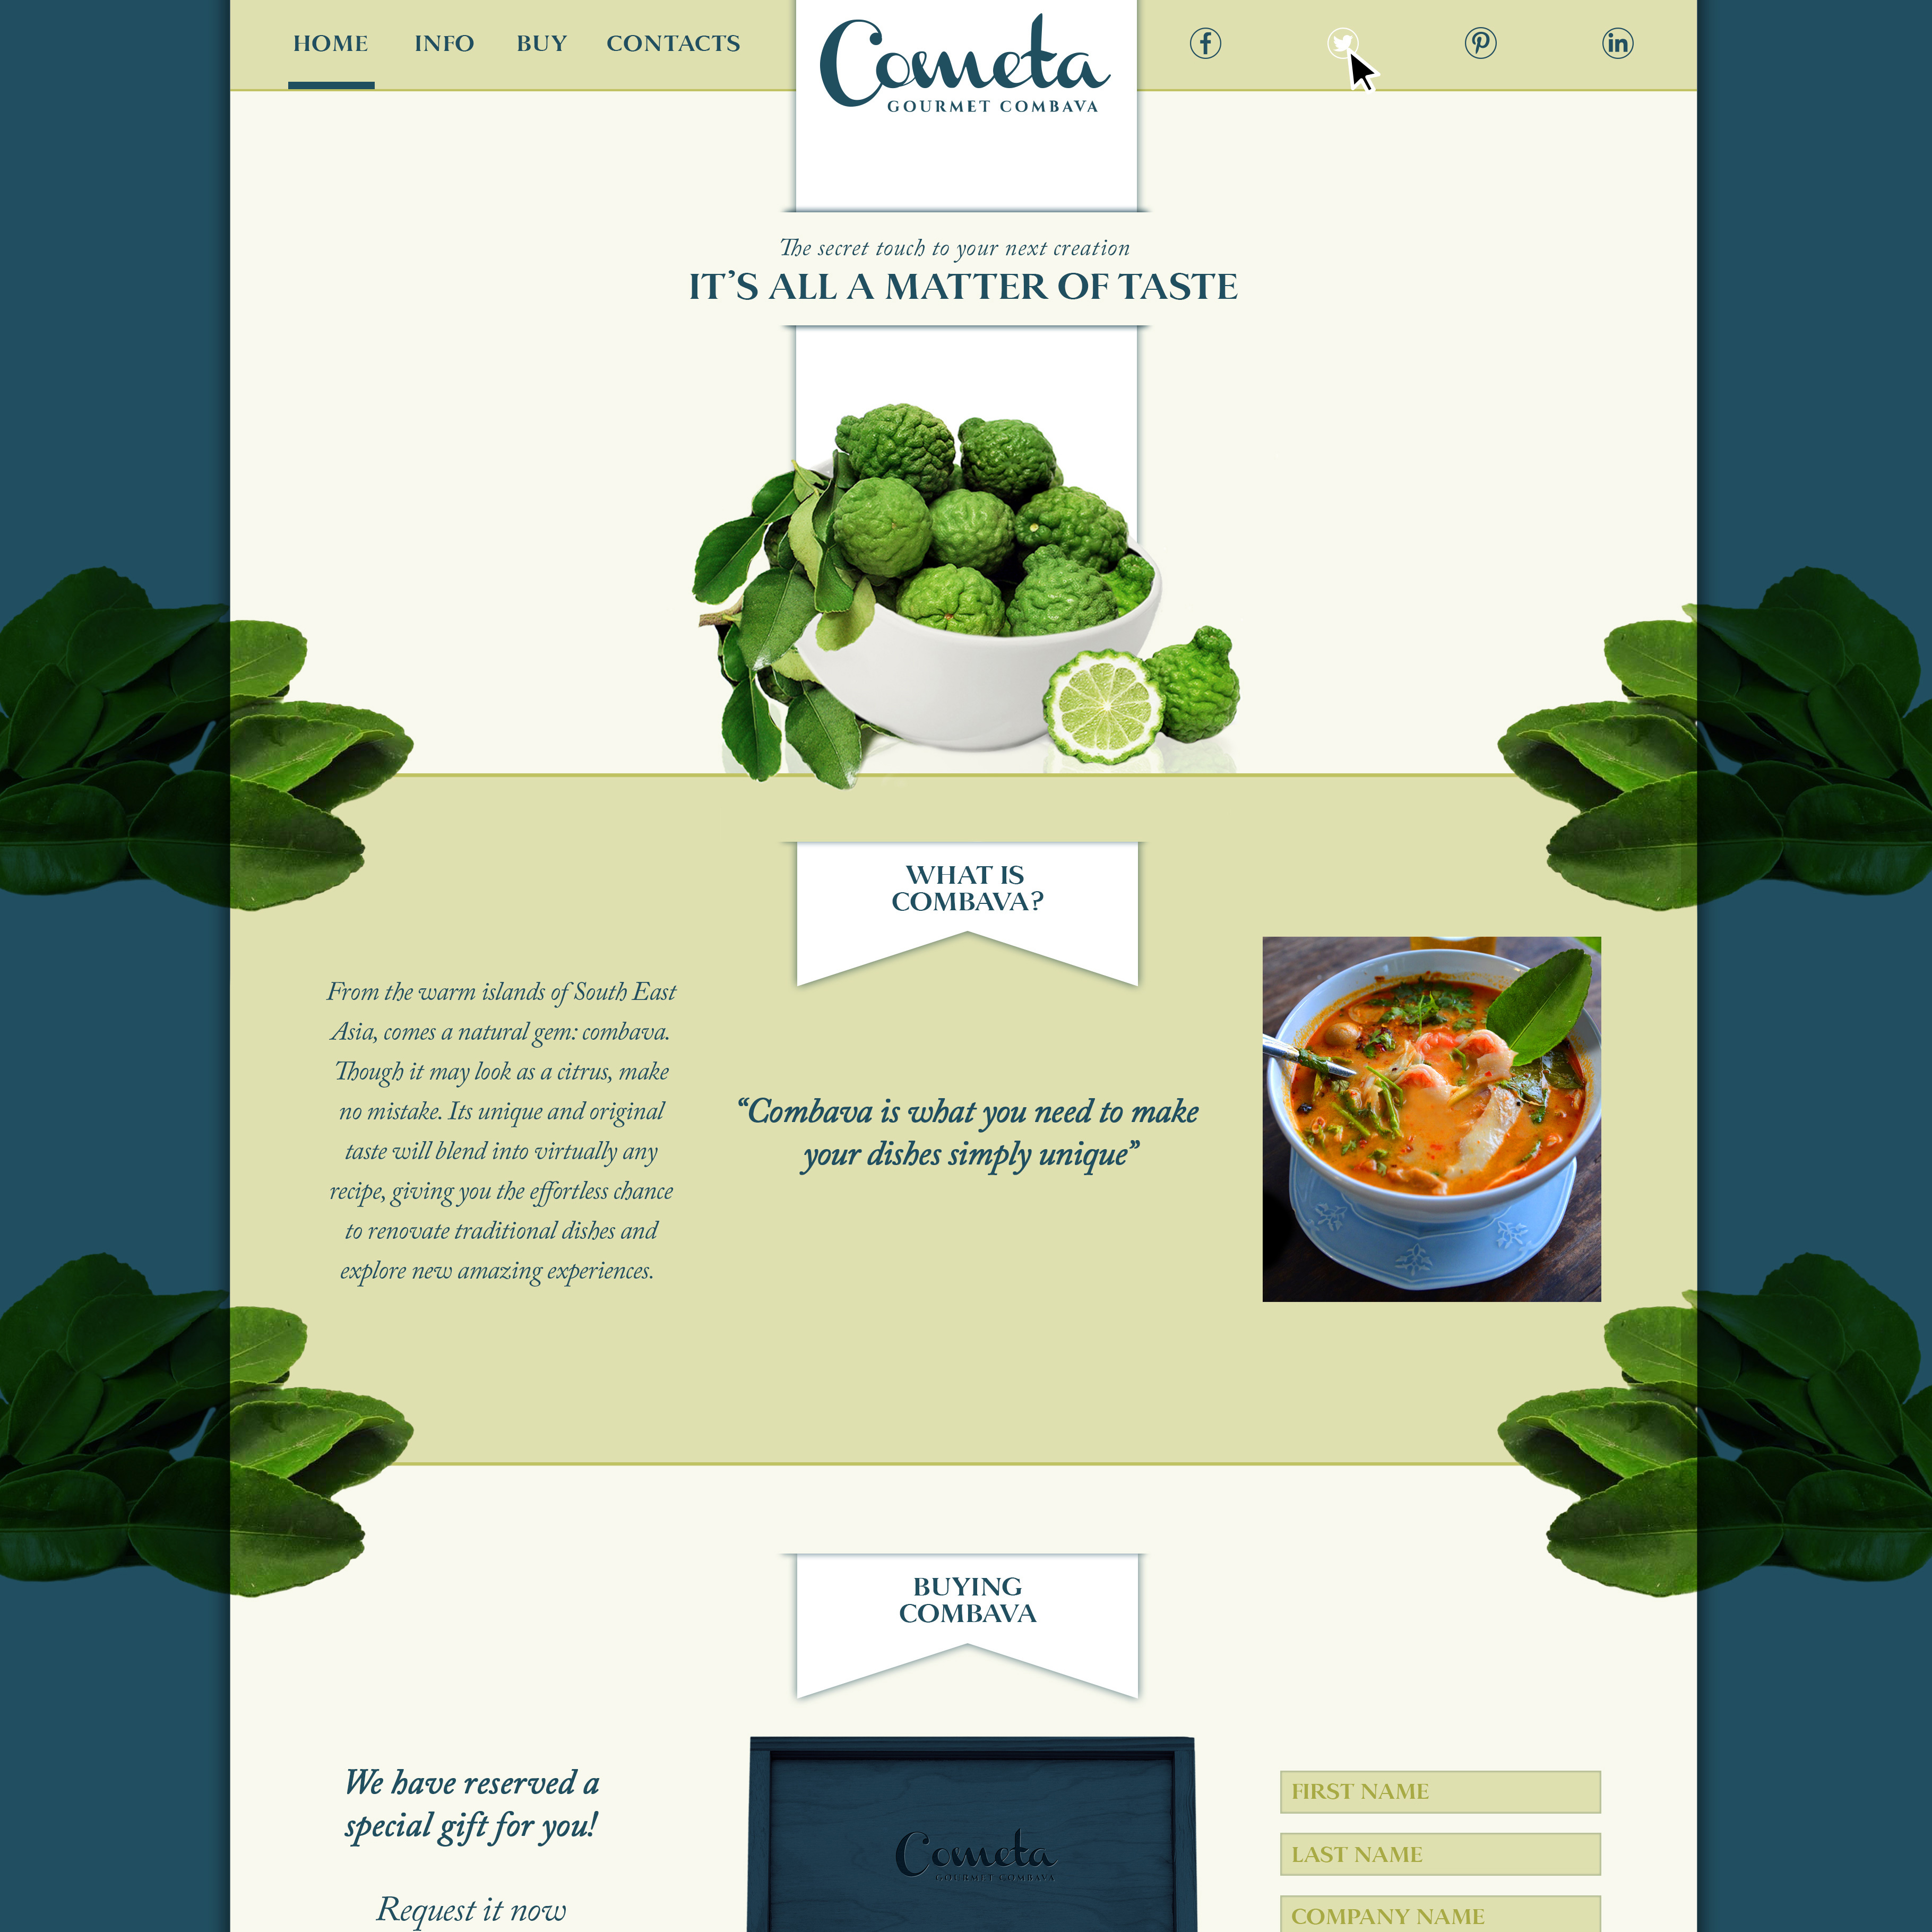 HOME INFO BUY CONTACTS
Cometa
GOURMET COMBAVA
The secret touch to your next creation
IT'S ALL A MATTER OF TASTE
WHAT IS
COMBAVA?
From the warm islands of South East
Asia, comes a natural gem: combava.
Though it may look as a citrus, make
no mistake. Its unique and original
taste will blend into virtually any
recipe, giving you the effortless chance
to renovate traditional dishes and
explore new amazing experiences.
“Combava is what you need to make
your dishes simply unique”
BUYING
COMBAVA
We have reserved a
special gift for you!
Request it now
Cometa
GOURMET COMBAVA
FIRST NAME
LAST NAME
COMPANY NAME